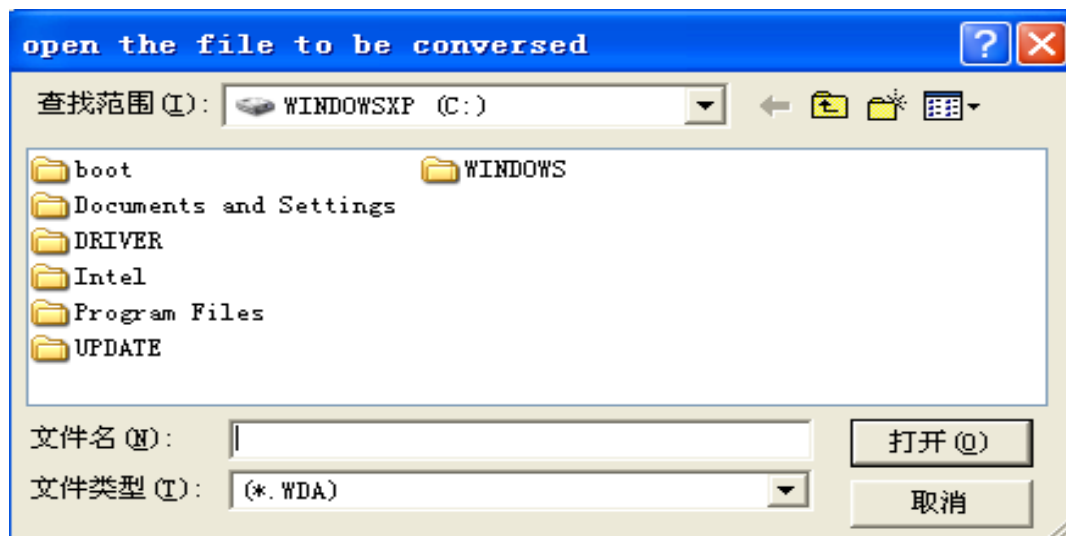 open the file to be conversed
查找范围(I): WINDOWSXP (C:)
boot WINDOWS
Documents and Settings
DRIVER
Intel
Program Files
UPDATE
文件名(N): 打开(O)
文件类型(T): (*.WDA) 取消